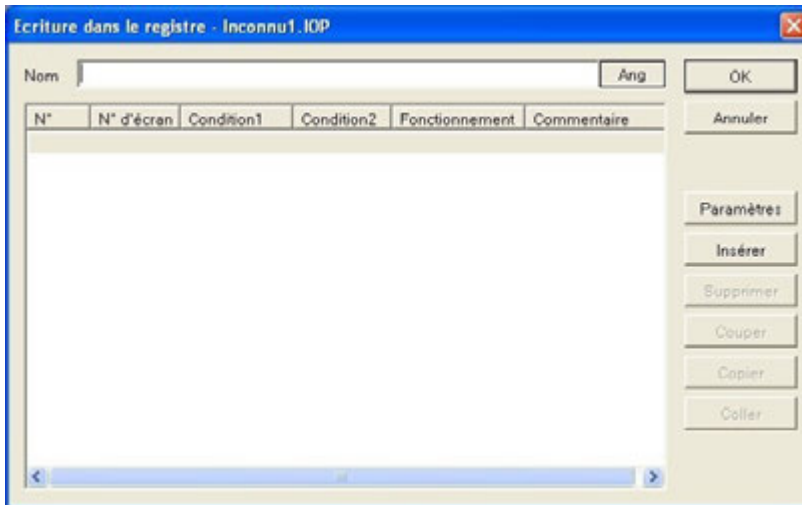 Ecriture dans le registre - Inconnu1.IOP
Nom Ang OK
N° N° d'écran Condition1 Condition2 Fonctionnement Commentaire Annuler
Paramètres
Insérer
Supprimer
Couper
Copier
Coller